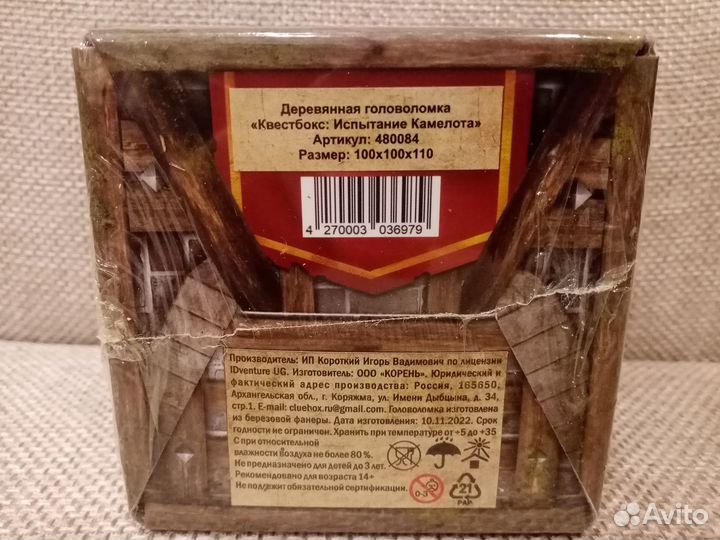 Деревянная головоломка
«Квестбокс: Испытание Камелота»
Артикул: 480084
Размер: 100x100x110
4 270003 036979
Производитель: ИП Короткий Игорь Вадимович по лицензии
IDventure UG. Изготовитель: ООО «КОРЕНЬ». Юридический и
фактический адрес производства: Россия, 165650,
Архангельская обл., г. Коряжма, ул. Имени Дыбцына, д. 34,
стр.1. E-mail: cluebox.ru@gmail.com. Головоломка изготовлена
из берёзовой фанеры. Дата изготовления: 10.11.2022. Срок
годности не ограничен. Хранить при температуре от +5 до +35
С при относительной
влажности воздуха не более 80 %.
Не предназначено для детей до 3 лет.
Рекомендовано для возраста 14+
Не подлежит обязательной сертификации.
0-3
21
PAP
Avito